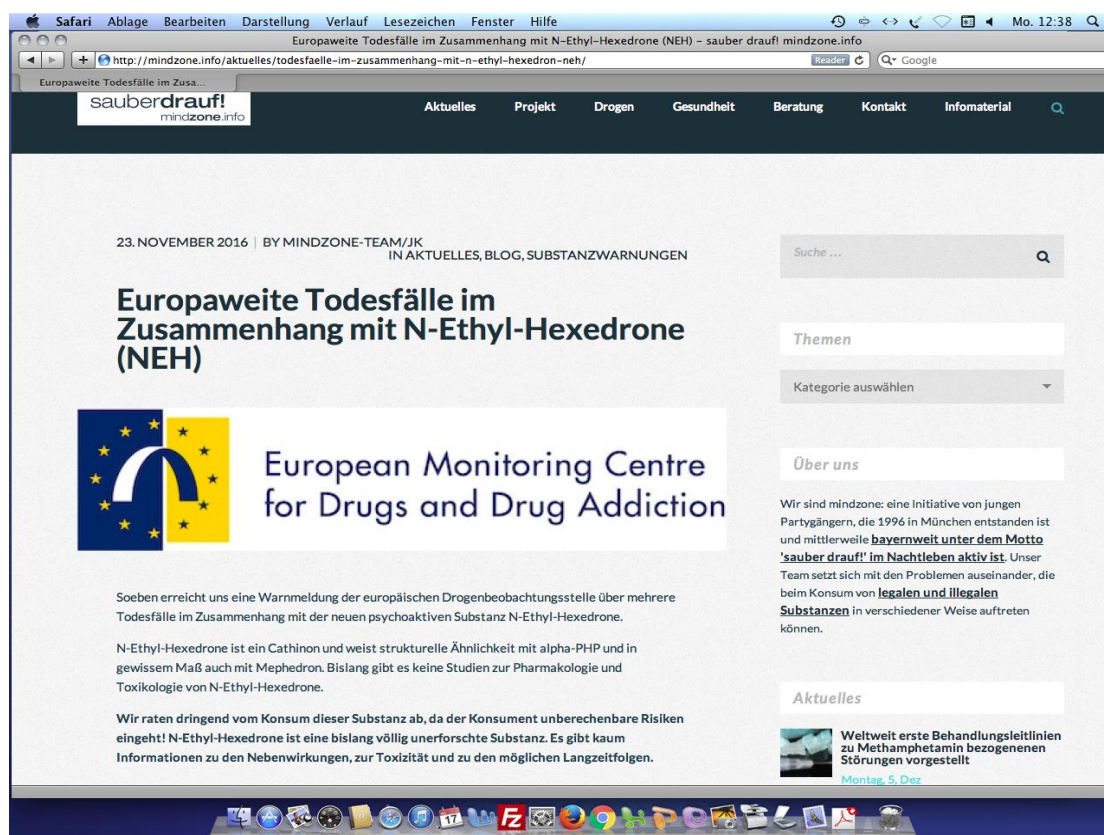 Safari Ablage Bearbeiten Darstellung Verlauf Lesezeichen Fenster Hilfe Mo. 12:38
Europaweite Todesfälle im Zusammenhang mit N-Ethyl-Hexedrone (NEH) – sauber drauf! mindzone.info
http://mindzone.info/aktuelles/todesfaelle-im-zusammenhang-mit-n-ethyl-hexedron-neh/ Reader Google
Europaweite Todesfälle im Zusa...
sauberdrauf!
mindzone.info
Aktuelles Projekt Drogen Gesundheit Beratung Kontakt Infomaterial
23. NOVEMBER 2016 | BY MINDZONE-TEAM/JK
IN AKTUELLES, BLOG, SUBSTANZWARNUNGEN
Europaweite Todesfälle im
Zusammenhang mit N-Ethyl-Hexedrone
(NEH)
European Monitoring Centre
for Drugs and Drug Addiction
Soeben erreicht uns eine Warnmeldung der europäischen Drogenbeobachtungsstelle über mehrere
Todesfälle im Zusammenhang mit der neuen psychoaktiven Substanz N-Ethyl-Hexedrone.
N-Ethyl-Hexedrone ist ein Cathinon und weist strukturelle Ähnlichkeit mit alpha-PHP und in
gewissem Maß auch mit Mephedron. Bislang gibt es keine Studien zur Pharmakologie und
Toxikologie von N-Ethyl-Hexedrone.
Wir raten dringend vom Konsum dieser Substanz ab, da der Konsument unberechenbare Risiken
eingeht! N-Ethyl-Hexedrone ist eine bislang völlig unerforschte Substanz. Es gibt kaum
Informationen zu den Nebenwirkungen, zur Toxizität und zu den möglichen Langzeitfolgen.
Suche ...
Themen
Kategorie auswählen
Über uns
Wir sind mindzone: eine Initiative von jungen
Partygängern, die 1996 in München entstanden ist
und mittlerweile bayernweit unter dem Motto
'sauber drauf!' im Nachtleben aktiv ist. Unser
Team setzt sich mit den Problemen auseinander, die
beim Konsum von legalen und illegalen
Substanzen in verschiedener Weise auftreten
können.
Aktuelles
Weltweit erste Behandlungsleitlinien
zu Methamphetamin bezogenenen
Störungen vorgestellt
Montag, 5, Dez
17